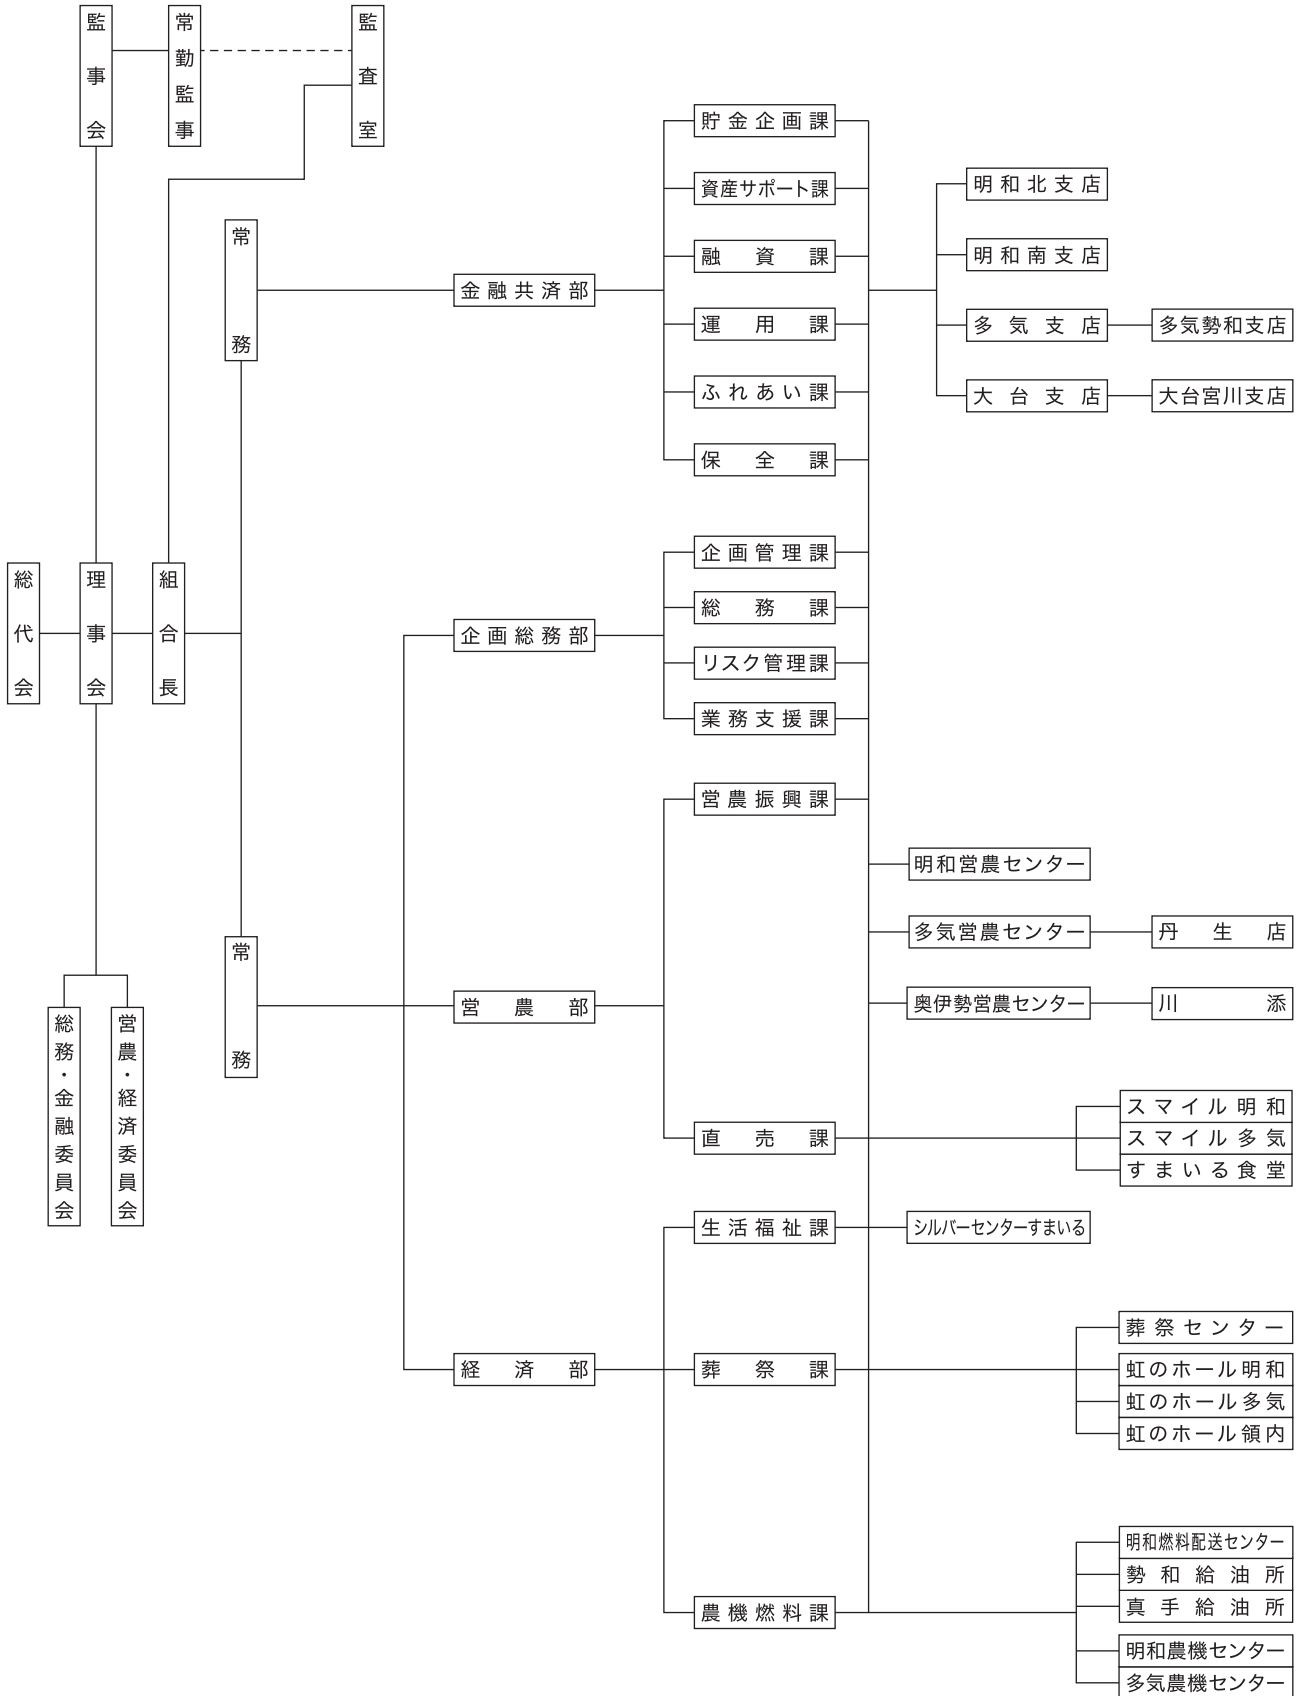 監事会
常勤監事
監査室
総代会
理事会
組合長
常務
常務
総務・金融委員会
営農・経済委員会
金融共済部
企画総務部
営農部
経済部
貯金企画課
資産サポート課
融資課
運用課
ふれあい課
保全課
企画管理課
総務課
リスク管理課
業務支援課
営農振興課
直売課
生活福祉課
葬祭課
農機燃料課
明和北支店
明和南支店
多気支店
多気勢和支店
大台支店
大台宮川支店
明和営農センター
多気営農センター
丹生店
奥伊勢営農センター
川添
スマイル明和
スマイル多気
すまいる食堂
シルバーセンターすまいる
葬祭センター
虹のホール明和
虹のホール多気
虹のホール領内
明和燃料配送センター
勢和給油所
真手給油所
明和農機センター
多気農機センター